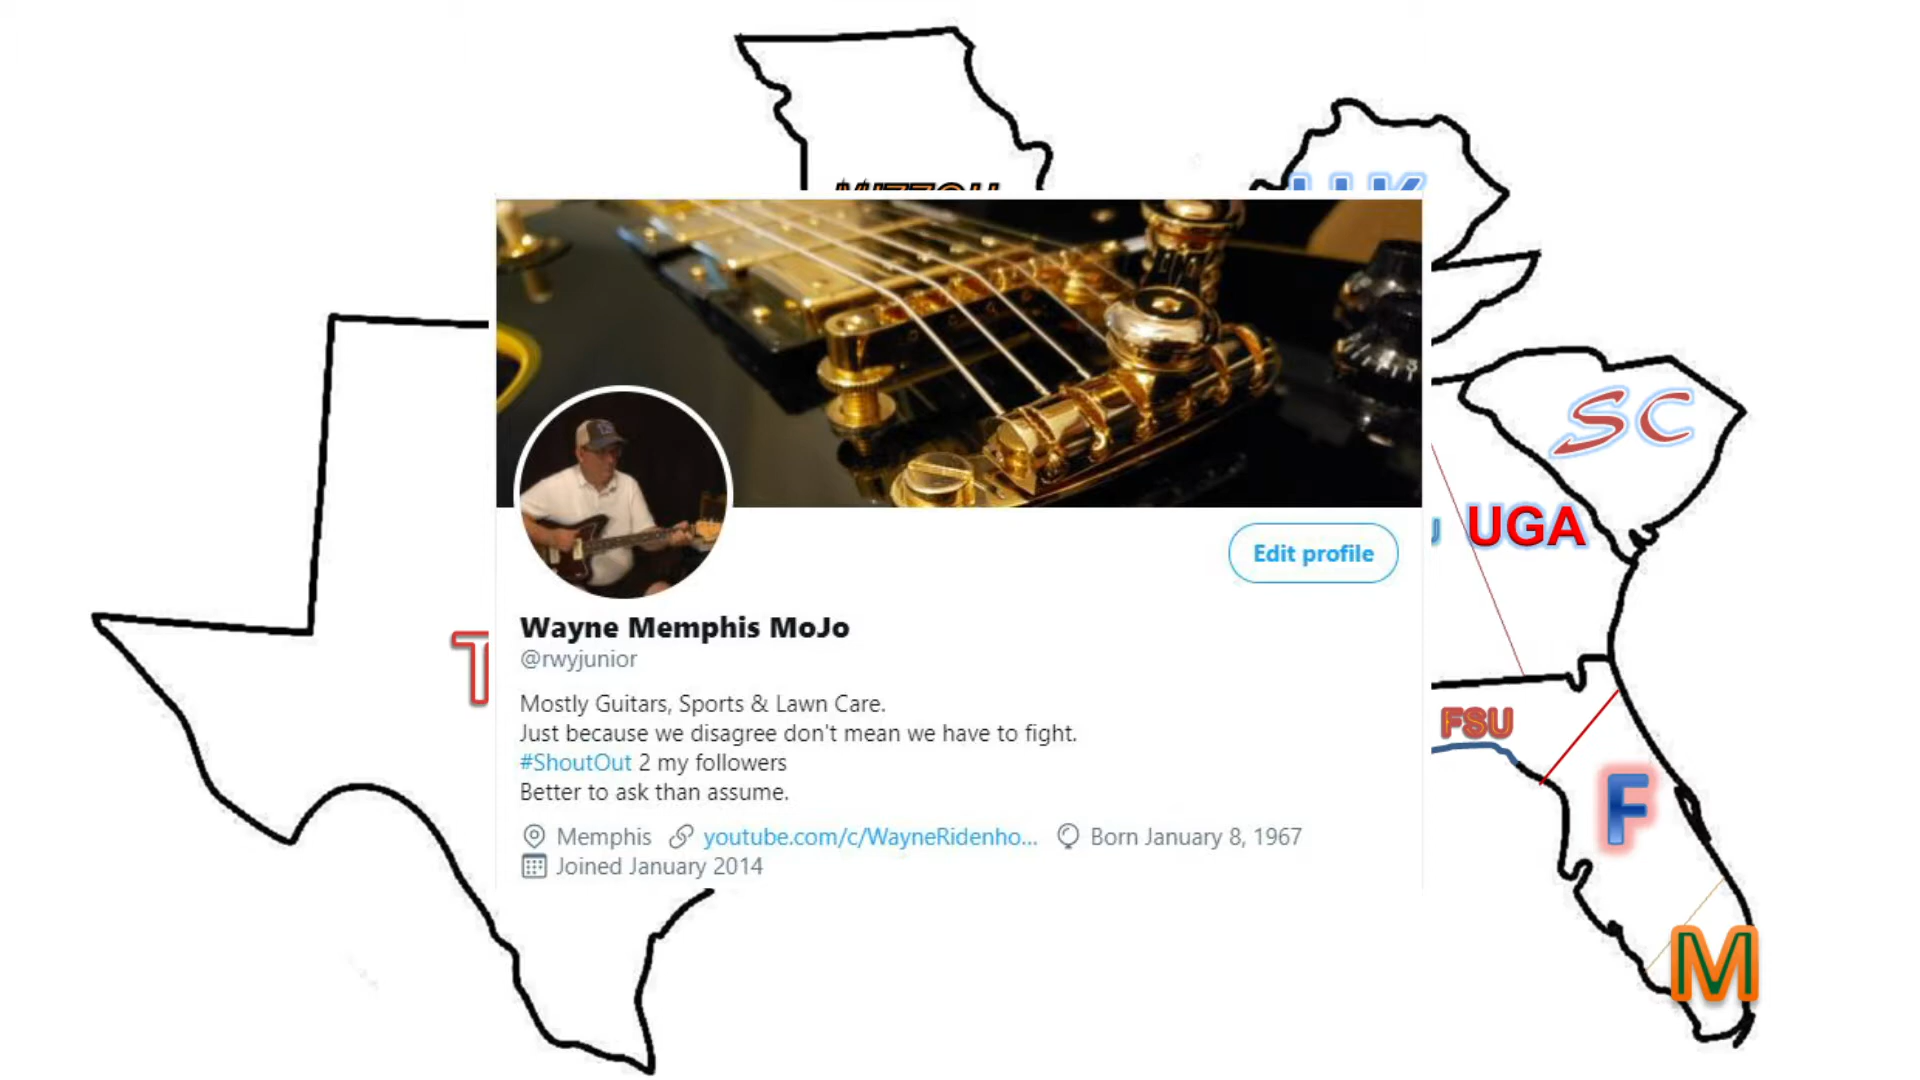 SC
UGA
Edit profile
Wayne Memphis MoJo
@rwyjunior
Mostly Guitars, Sports & Lawn Care.
Just because we disagree don't mean we have to fight.
FSU
#ShoutOut 2 my followers
Better to ask than assume.
F
Memphis youtube.com/c/WayneRidenho... Born January 8, 1967
Joined January 2014
M